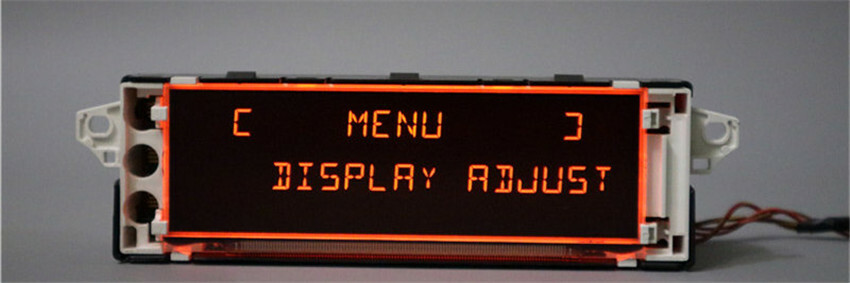 [ MENU ]
DISPLAY ADJUST